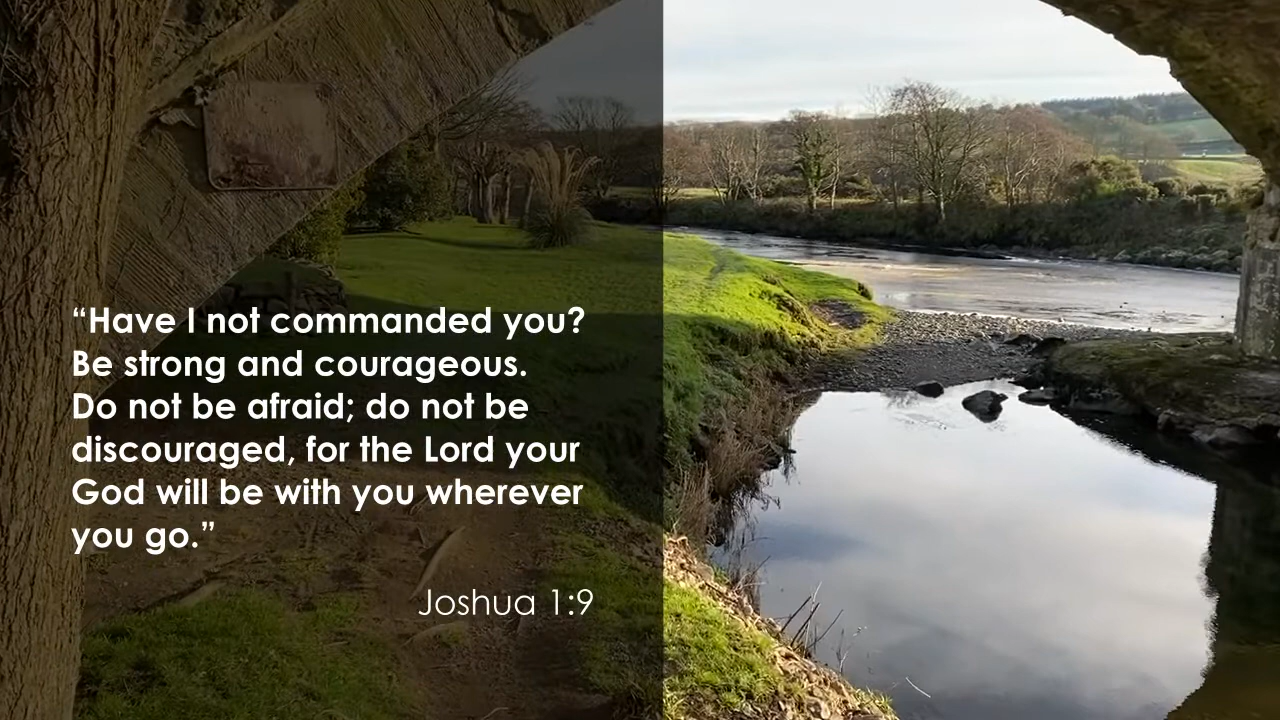 “Have I not commanded you?
Be strong and courageous.
Do not be afraid; do not be
discouraged, for the Lord your
God will be with you wherever
you go.”
Joshua 1:9